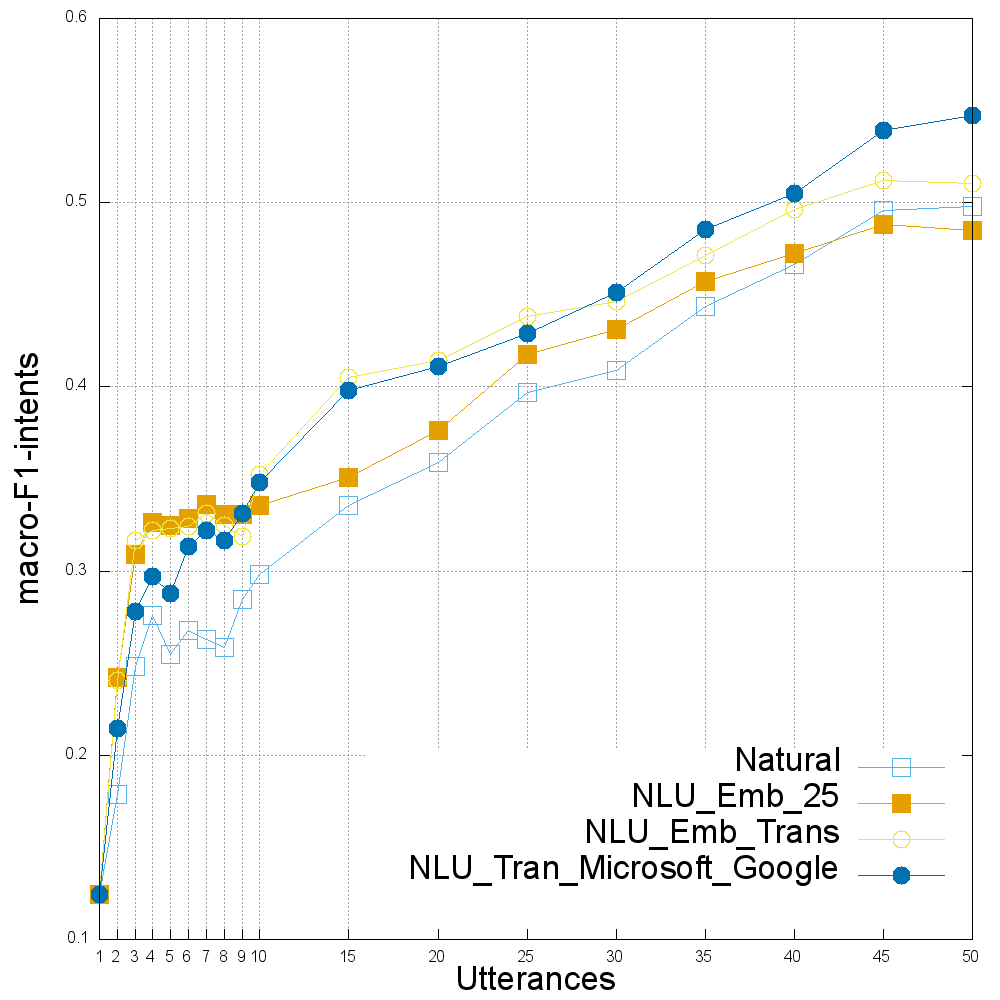 0.6
0.5
0.4
0.3
0.2
0.1
macro-F1-intents
Natural
NLU_Emb_25
NLU_Emb_Trans
NLU_Tran_Microsoft_Google
1 2 3 4 5 6 7 8 9 10 15 20 25 30 35 40 45 50
Utterances